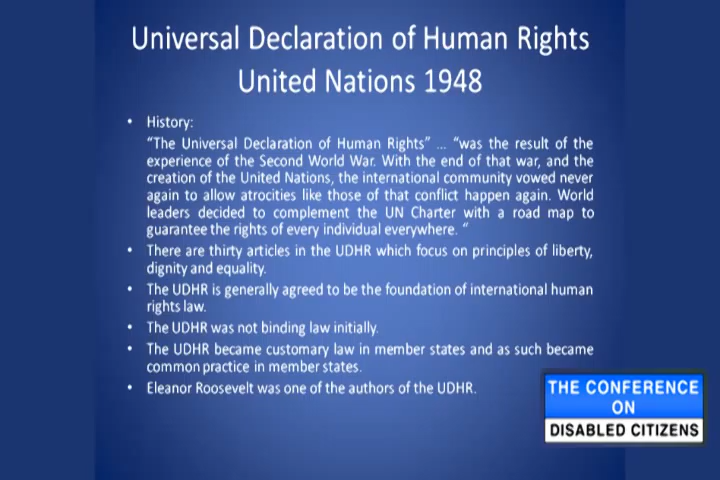 Universal Declaration of Human Rights
United Nations 1948
• History:
“The Universal Declaration of Human Rights” ... “was the result of the
experience of the Second World War. With the end of that war, and the
creation of the United Nations, the international community vowed never
again to allow atrocities like those of that conflict happen again. World
leaders decided to complement the UN Charter with a road map to
guarantee the rights of every individual everywhere. “
• There are thirty articles in the UDHR which focus on principles of liberty,
dignity and equality.
• The UDHR is generally agreed to be the foundation of international human
rights law.
• The UDHR was not binding law initially.
• The UDHR became customary law in member states and as such became
common practice in member states.
• Eleanor Roosevelt was one of the authors of the UDHR.
THE CONFERENCE
ON
DISABLED CITIZENS